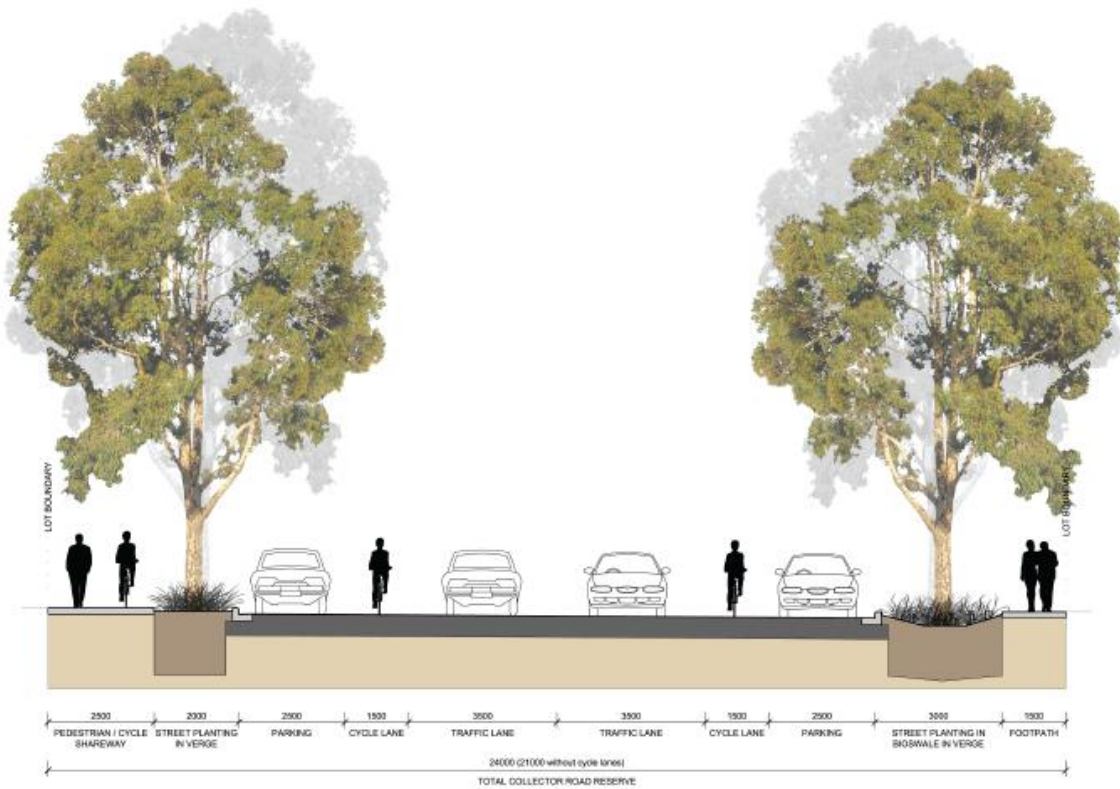 LOT BOUNDARY
LOT BOUNDARY
2500
2000
2500
1500
3500
3500
1500
2500
3000
1500
PEDESTRIAN / CYCLE
SHAREWAY
STREET PLANTING
IN VERGE
PARKING
CYCLE LANE
TRAFFIC LANE
TRAFFIC LANE
CYCLE LANE
PARKING
STREET PLANTING IN
BIOSWALE IN VERGE
FOOTPATH
24000 (21000 without cycle lanes)
TOTAL COLLECTOR ROAD RESERVE